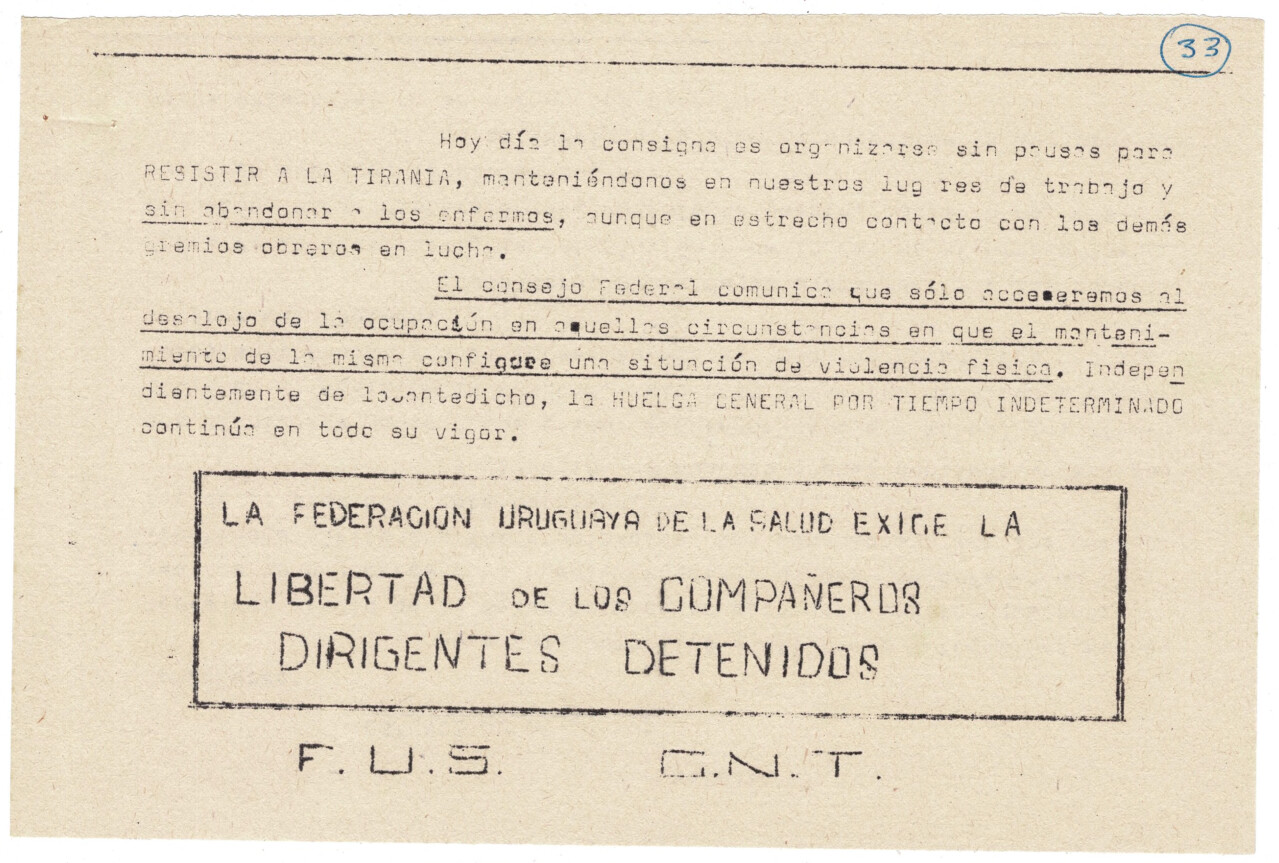 33
Hoy día la consigna es organizarse sin pausas para
RESISTIR A LA TIRANIA, manteniéndonos en nuestros lugares de trabajo y
sin abandonar a los enfermos, aunque en estrecho contacto con los demás
gremios obreros en lucha.
El consejo Federal comunica que sólo accederemos al
desalojo de la ocupación en aquellas circunstancias en que el manteni-
miento de la misma configure una situación de violencia fisica. Indepen
dientemente de loantedicho, la HUELGA GENERAL POR TIEMPO INDETERMINADO
continúa en todo su vigor.
LA FEDERACION URUGUAYA DE LA SALUD EXIGE LA
LIBERTAD DE LOS COMPAÑEROS
DIRIGENTES DETENIDOS
F.U.S. C.N.T.